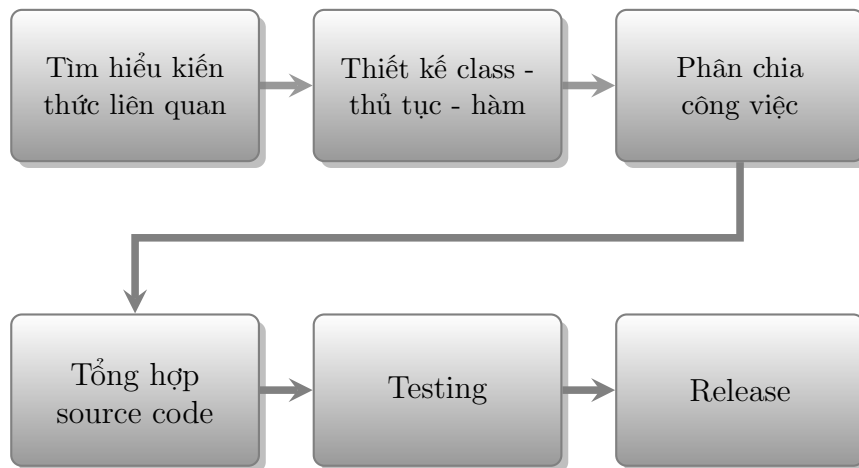 Tìm hiểu kiến
thức liên quan
Thiết kế class -
thủ tục - hàm
Phân chia
công việc
Tổng hợp
source code
Testing
Release